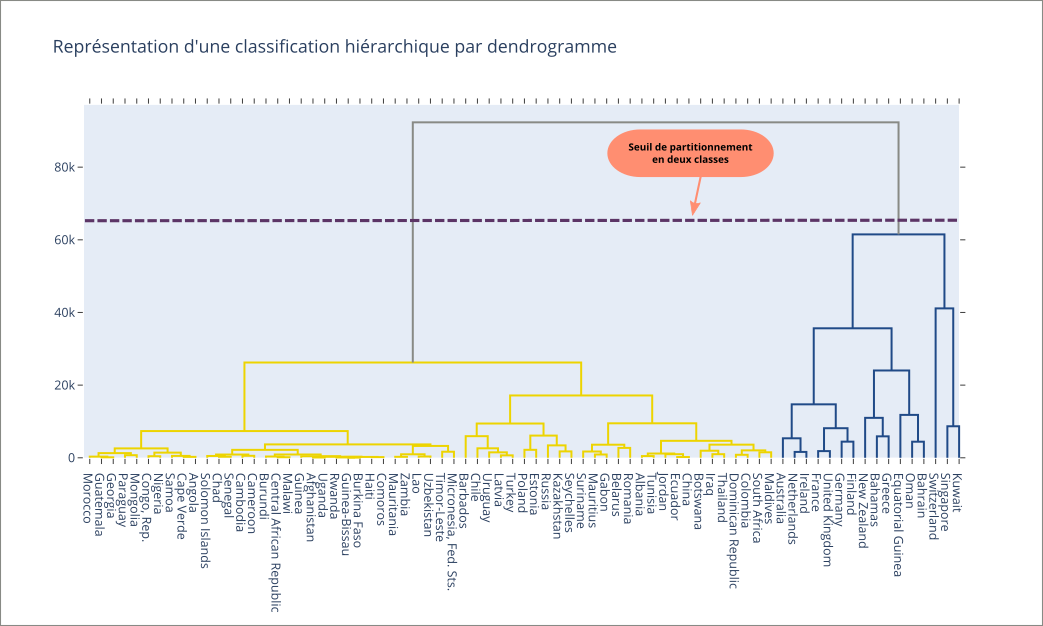 Représentation d'une classification hiérarchique par dendrogramme
Seuil de partitionnement
en deux classes
80k
60k
40k
20k
0
Morocco
Guatemala
Georgia
Paraguay
Mongolia
Congo, Rep.
Nigeria
Samoa
Cape Verde
Angola
Solomon Islands
Chad
Senegal
Cambodia
Cameroon
Burundi
Central African Republic
Malawi
Guinea
Afghanistan
Uganda
Rwanda
Guinea-Bissau
Burkina Faso
Haiti
Comoros
Mauritania
Zambia
Lao
Uzbekistan
Timor-Leste
Micronesia, Fed. Sts.
Barbados
Chile
Uruguay
Latvia
Turkey
Poland
Estonia
Russia
Kazakhstan
Seychelles
Suriname
Mauritius
Gabon
Belarus
Romania
Albania
Tunisia
Jordan
Ecuador
China
Botswana
Iraq
Thailand
Dominican Republic
Colombia
South Africa
Maldives
Australia
Netherlands
Ireland
France
United Kingdom
Germany
Finland
New Zealand
Bahamas
Greece
Equatorial Guinea
Oman
Bahrain
Switzerland
Singapore
Kuwait